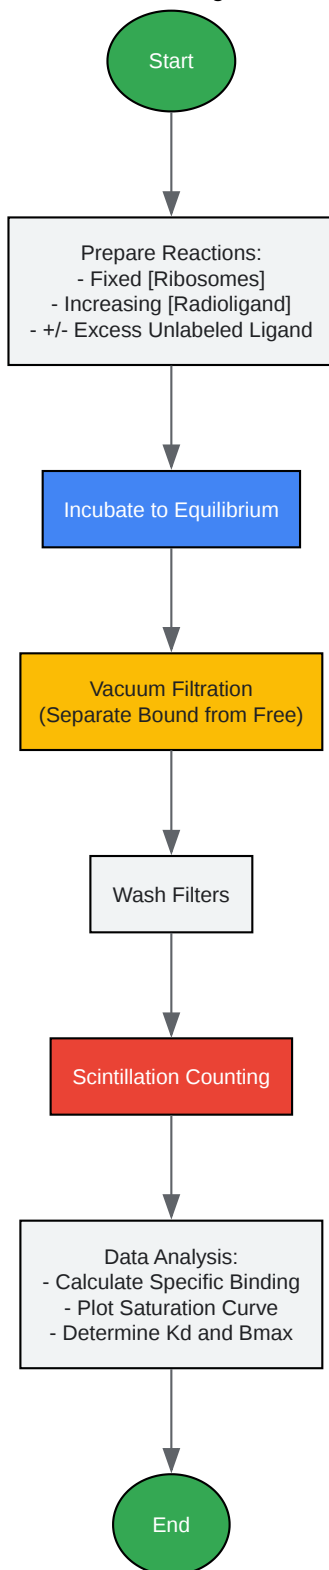 Start
Prepare Reactions:
- Fixed [Ribosomes]
- Increasing [Radioligand]
- +/- Excess Unlabeled Ligand
Incubate to Equilibrium
Vacuum Filtration
(Separate Bound from Free)
Wash Filters
Scintillation Counting
Data Analysis:
- Calculate Specific Binding
- Plot Saturation Curve
- Determine Kd and Bmax
End